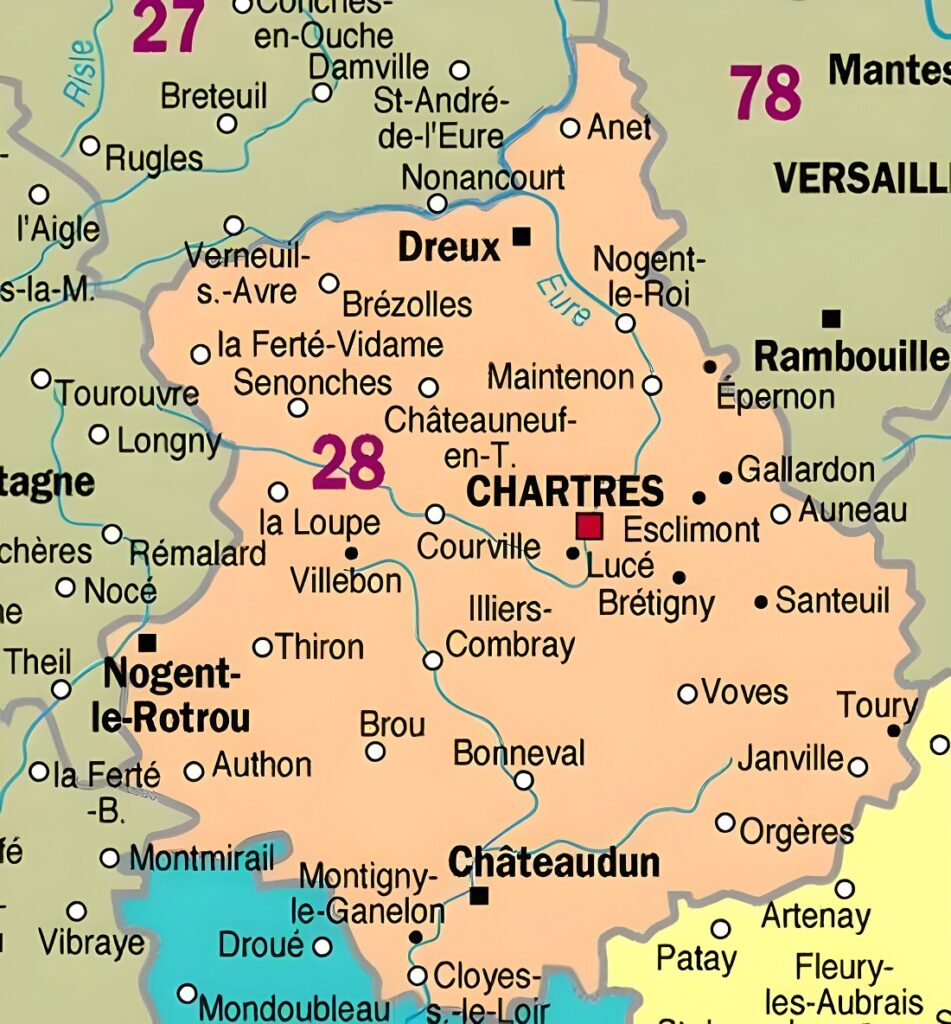 27
Conches-
en-Ouche
Risle
Damville
Breteuil
St-André-
de-l'Eure
78
Mantes
Anet
Rugles
Nonancourt
VERSAILL
l'Aigle
Dreux
Verneuil-
s.-Avre
Nogent-
le-Roi
s-la-M.
Brézolles
Eure
la Ferté-Vidame
Rambouille
Senonches
Maintenon
Épernon
Tourouvre
Châteauneuf-
en-T.
Longny
28
tagne
CHARTRES
Gallardon
Auneau
la Loupe
Esclimont
Courville
chères
Rémalard
Lucé
Villebon
Nocé
Brétigny
Santeuil
Illiers-
Combray
ne
Thiron
Theil
Nogent-
le-Rotrou
Voves
Toury
Brou
Bonneval
Janville
la Ferté
-B.
Authon
Orgères
fé
Montmirail
Châteaudun
Montigny-
le-Ganelon
Artenay
Vibraye
Droué
Patay
Fleury-
les-Aubrais
Cloyes-
s.-le-Loir
Mondoubleau